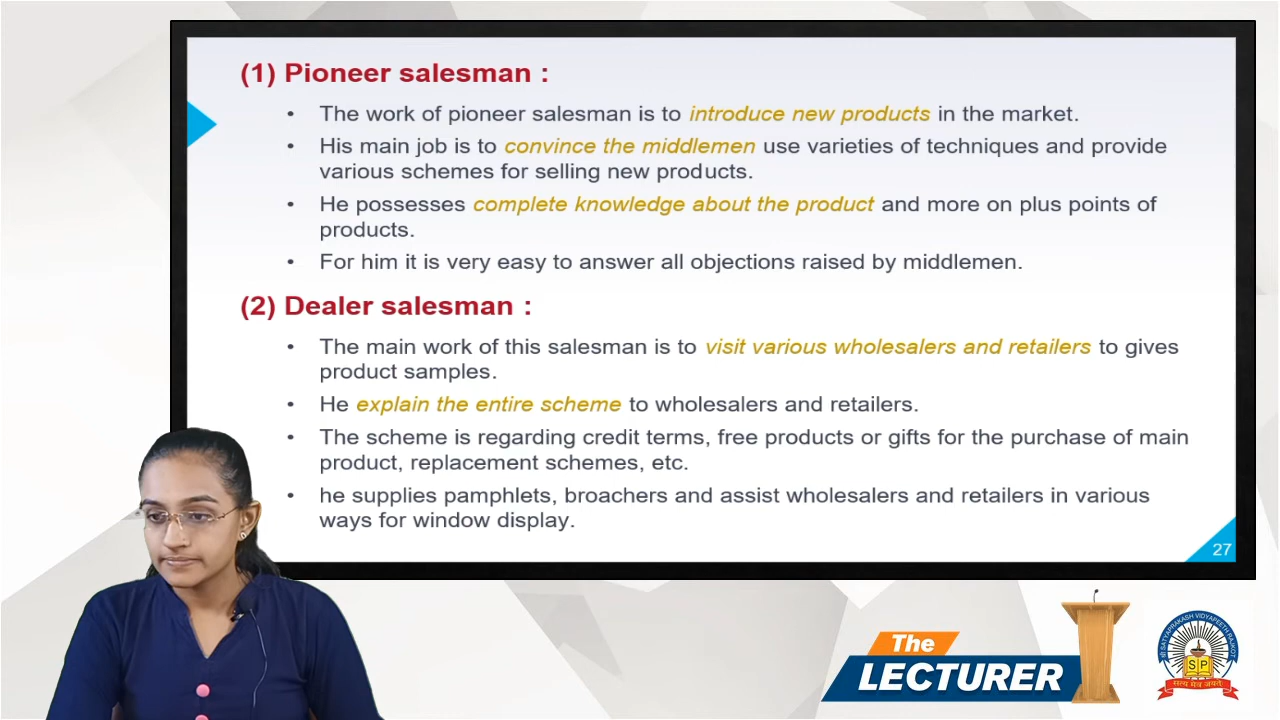 (1) Pioneer salesman :
• The work of pioneer salesman is to introduce new products in the market.
• His main job is to convince the middlemen use varieties of techniques and provide
various schemes for selling new products.
• He possesses complete knowledge about the product and more on plus points of
products.
• For him it is very easy to answer all objections raised by middlemen.
(2) Dealer salesman :
• The main work of this salesman is to visit various wholesalers and retailers to gives
product samples.
• He explain the entire scheme to wholesalers and retailers.
• The scheme is regarding credit terms, free products or gifts for the purchase of main
product, replacement schemes, etc.
• he supplies pamphlets, broachers and assist wholesalers and retailers in various
ways for window display.
27
The
LECTURER
SATYAPRAKASH VIDYAPEETH RAJKOT
S P
सत्यमेव जयते